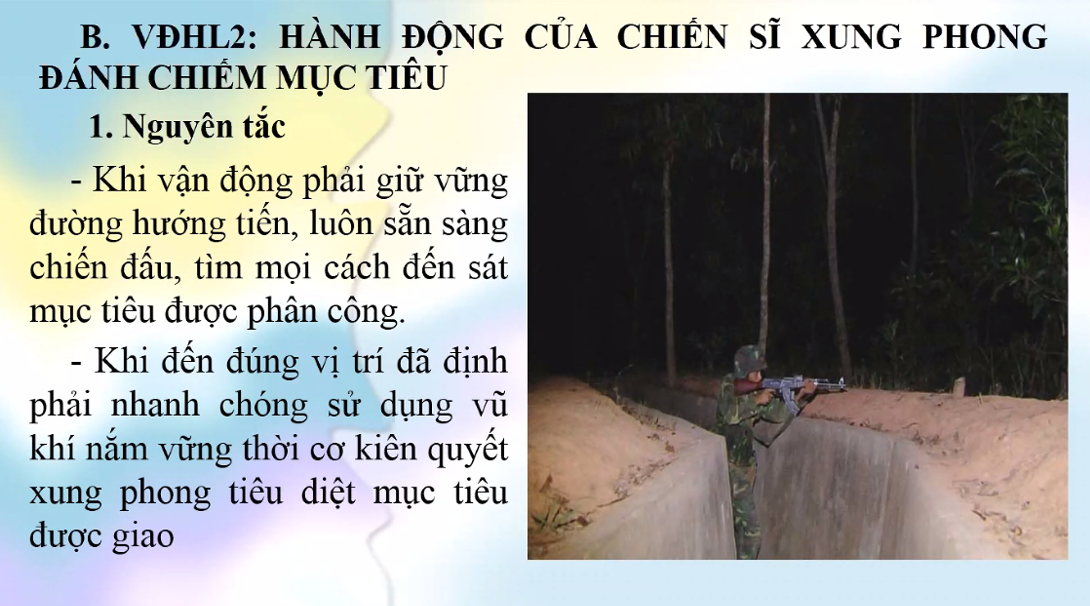 B. VĐHL2: HÀNH ĐỘNG CỦA CHIẾN SĨ XUNG PHONG
ĐÁNH CHIẾM MỤC TIÊU
1. Nguyên tắc
- Khi vận động phải giữ vững
đường hướng tiến, luôn sẵn sàng
chiến đấu, tìm mọi cách đến sát
mục tiêu được phân công.
- Khi đến đúng vị trí đã định
phải nhanh chóng sử dụng vũ
khí nắm vững thời cơ kiên quyết
xung phong tiêu diệt mục tiêu
được giao